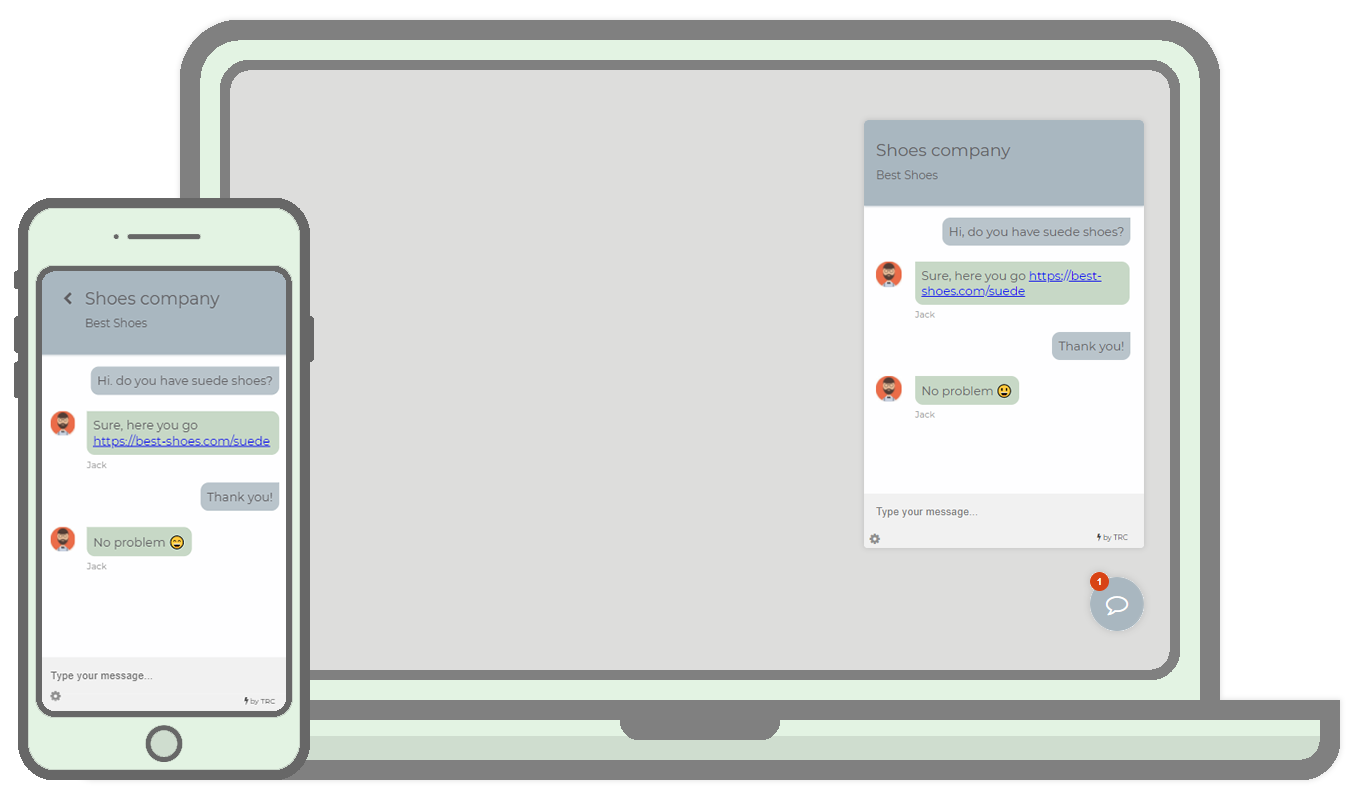 Shoes company
Best Shoes
Hi, do you have suede shoes?
Sure, here you go https://best-
shoes.com/suede
Jack
Thank you!
No problem 😃
Jack
Type your message...
by TRC
1
Shoes company
Best Shoes
Hi. do you have suede shoes?
Sure, here you go
https://best-shoes.com/suede
Jack
Thank you!
No problem 😄
Jack
Type your message...
by TRC